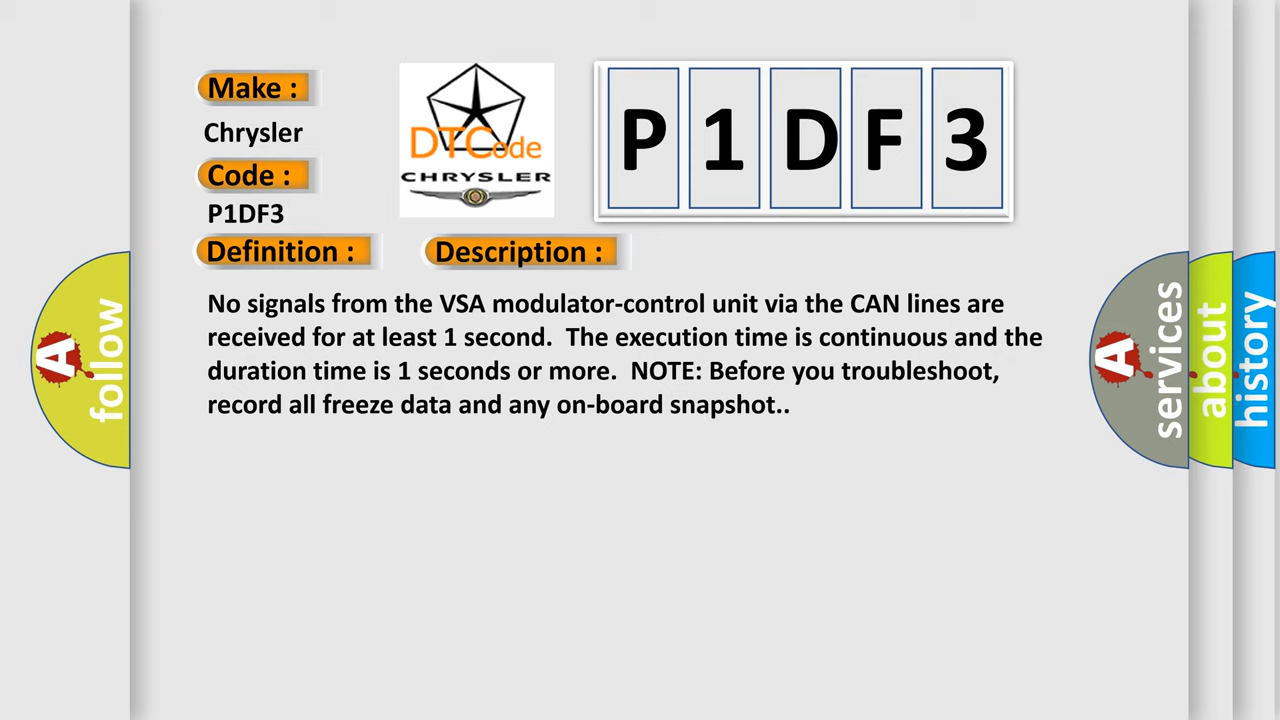 Make :
Chrysler
Code :
P1DF3
Definition :
Description :
DTCode
CHRYSLER
P 1 D F 3
No signals from the VSA modulator-control unit via the CAN lines are
received for at least 1 second  The execution time is continuous and the
duration time is 1 seconds or more  NOTE: Before you troubleshoot,
record all freeze data and any on-board snapshot..
A
follow
A
services
about
history